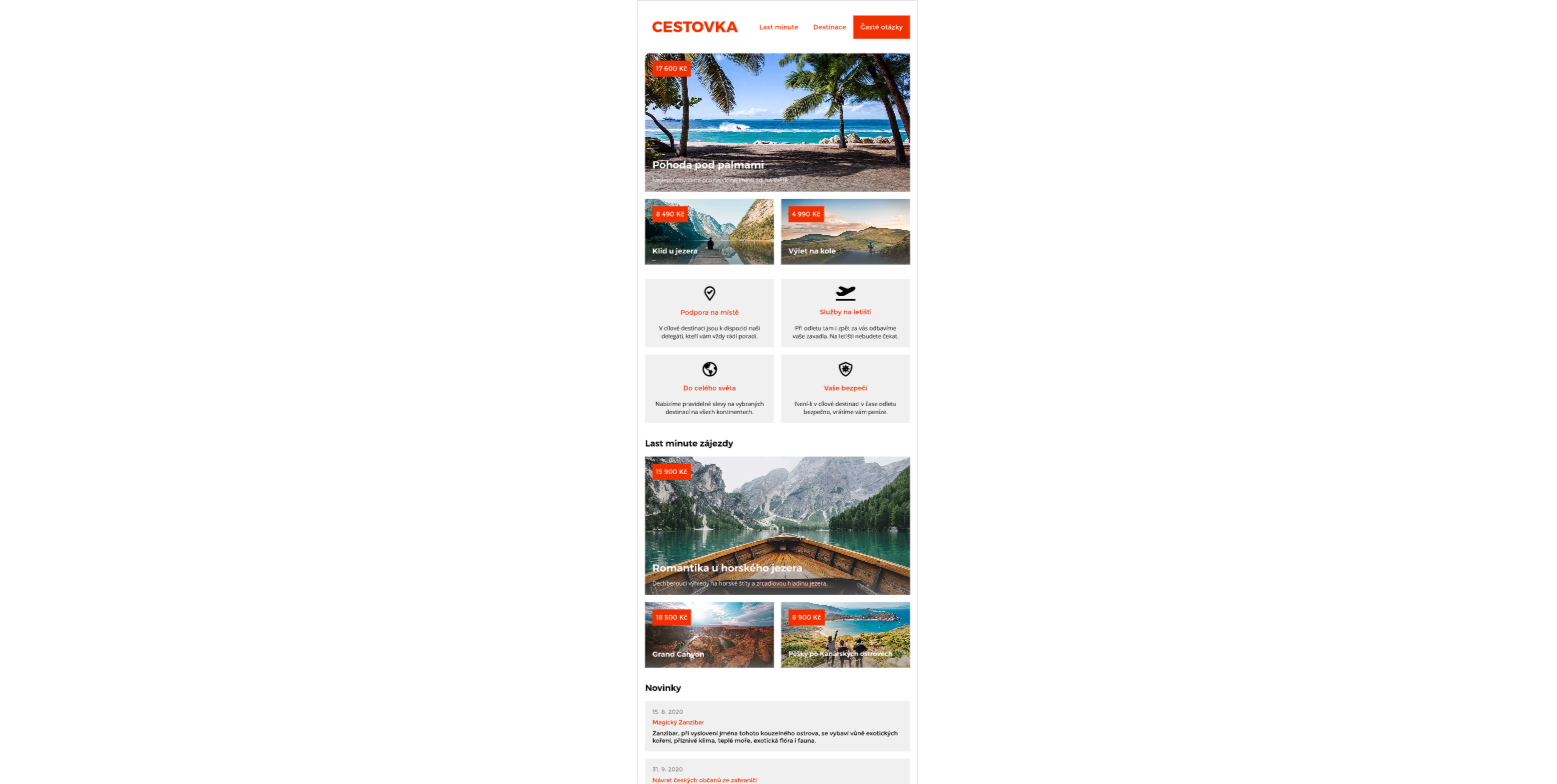 CESTOVKA
Last minute
Destinace
Časté otázky
17 600 Kč
Pohoda pod palmami
8 490 Kč
Klid u jezera
4 990 Kč
Výlet na kole
Podpora na místě
V cílové destinaci jsou k dispozici naši
delegáti, kteří vám vždy rádi poradí.
Služby na letišti
Při odletu tam i zpět za vás odbavíme
vaše zavadla. Na letišti nebudete čekat.
Do celého světa
Nabízíme pravidelné slevy na vybraných
destinací na všech kontinentech.
Vaše bezpečí
Není-li v cílové destinaci v čase odletu
bezpečno, vrátíme vám peníze.
Last minute zájezdy
15 900 Kč
Romantika u horského jezera
Dechberoucí výhledy na horské štíty a zrcadlovou hladinu jezera.
18 500 Kč
Grand Canyon
8 900 Kč
Pěšky po Kanárských ostrovech
Novinky
15. 8. 2020
Magický Zanzibar
Zanzibar, při vyslovení jména tohoto kouzelného ostrova, se vybaví vůně exotických
koření, příznivé klima, teplé moře, exotická flóra i fauna.
31. 9. 2020
Návrat českých občanů ze zahraničí